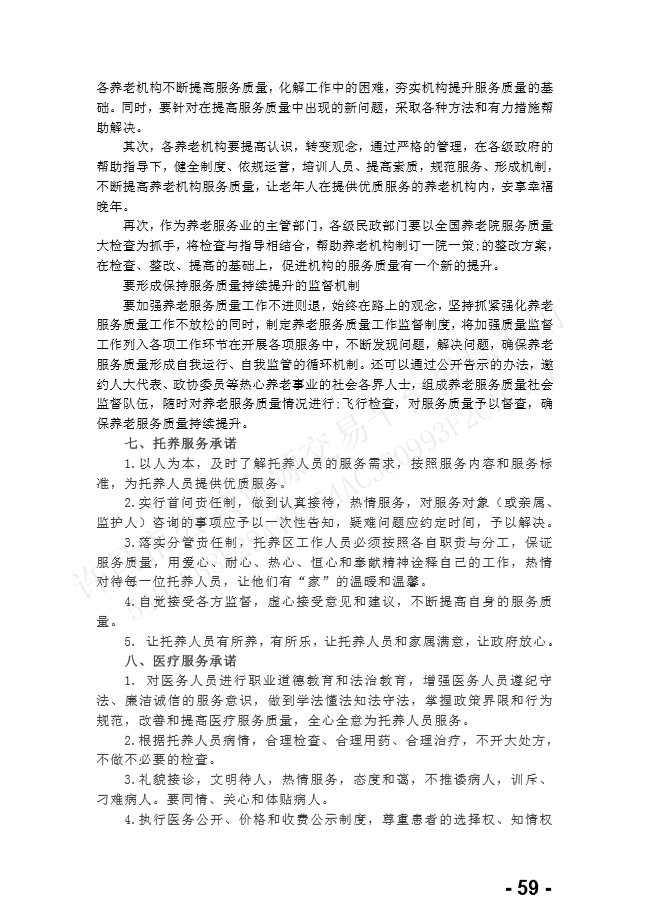 各养老机构不断提高服务质量，化解工作中的困难，夯实机构提升服务质量的基
础。同时，要针对在提高服务质量中出现的新问题，采取各种方法和有力措施帮
助解决。
其次，各养老机构要提高认识，转变观念，通过严格的管理，在各级政府的
帮助指导下，健全制度、依规运营，培训人员、提高素质，规范服务、形成机制，
不断提高养老机构服务质量，让老年人在提供优质服务的养老机构内，安享幸福
晚年。
再次，作为养老服务业的主管部门，各级民政部门要以全国养老院服务质量
大检查为抓手，将检查与指导相结合，帮助养老机构制订一院一策;的整改方案，
在检查、整改、提高的基础上，促进机构的服务质量有一个新的提升。
要形成保持服务质量持续提升的监督机制
要加强养老服务质量工作不进则退，始终在路上的观念，坚持抓紧强化养老
服务质量工作不放松的同时，制定养老服务质量工作监督制度，将加强质量监督
工作列入各项工作环节在开展各项服务中，不断发现问题，解决问题，确保养老
服务质量形成自我运行、自我监管的循环机制。还可以通过公开告示的办法，邀
约人大代表、政协委员等热心养老事业的社会各界人士，组成养老服务质量社会
监督队伍，随时对养老服务质量情况进行;飞行检查，对服务质量予以督查，确
保养老服务质量持续提升。
七、托养服务承诺
1.以人为本，及时了解托养人员的服务需求，按照服务内容和服务标
准，为托养人员提供优质服务。
2.实行首问责任制，做到认真接待，热情服务，对服务对象（或亲属、
监护人）咨询的事项应予以一次性告知，疑难问题应约定时间，予以解决。
3.落实分管责任制，托养区工作人员必须按照各自职责与分工，保证
服务质量，用爱心、耐心、热心、恒心和奉献精神诠释自己的工作，热情
对待每一位托养人员，让他们有“家”的温暖和温馨。
4.自觉接受各方监督，虚心接受意见和建议，不断提高自身的服务质
量。
5. 让托养人员有所养，有所乐，让托养人员和家属满意，让政府放心。
八、医疗服务承诺
1. 对医务人员进行职业道德教育和法治教育，增强医务人员遵纪守
法、廉洁诚信的服务意识，做到学法懂法知法守法，掌握政策界限和行为
规范，改善和提高医疗服务质量，全心全意为托养人员服务。
2.根据托养人员病情，合理检查、合理用药、合理治疗，不开大处方，
不做不必要的检查。
3.礼貌接诊，文明待人，热情服务，态度和蔼，不推诿病人，训斥、
刁难病人。要同情、关心和体贴病人。
4.执行医务公开、价格和收费公示制度，尊重患者的选择权、知情权
- 59 -